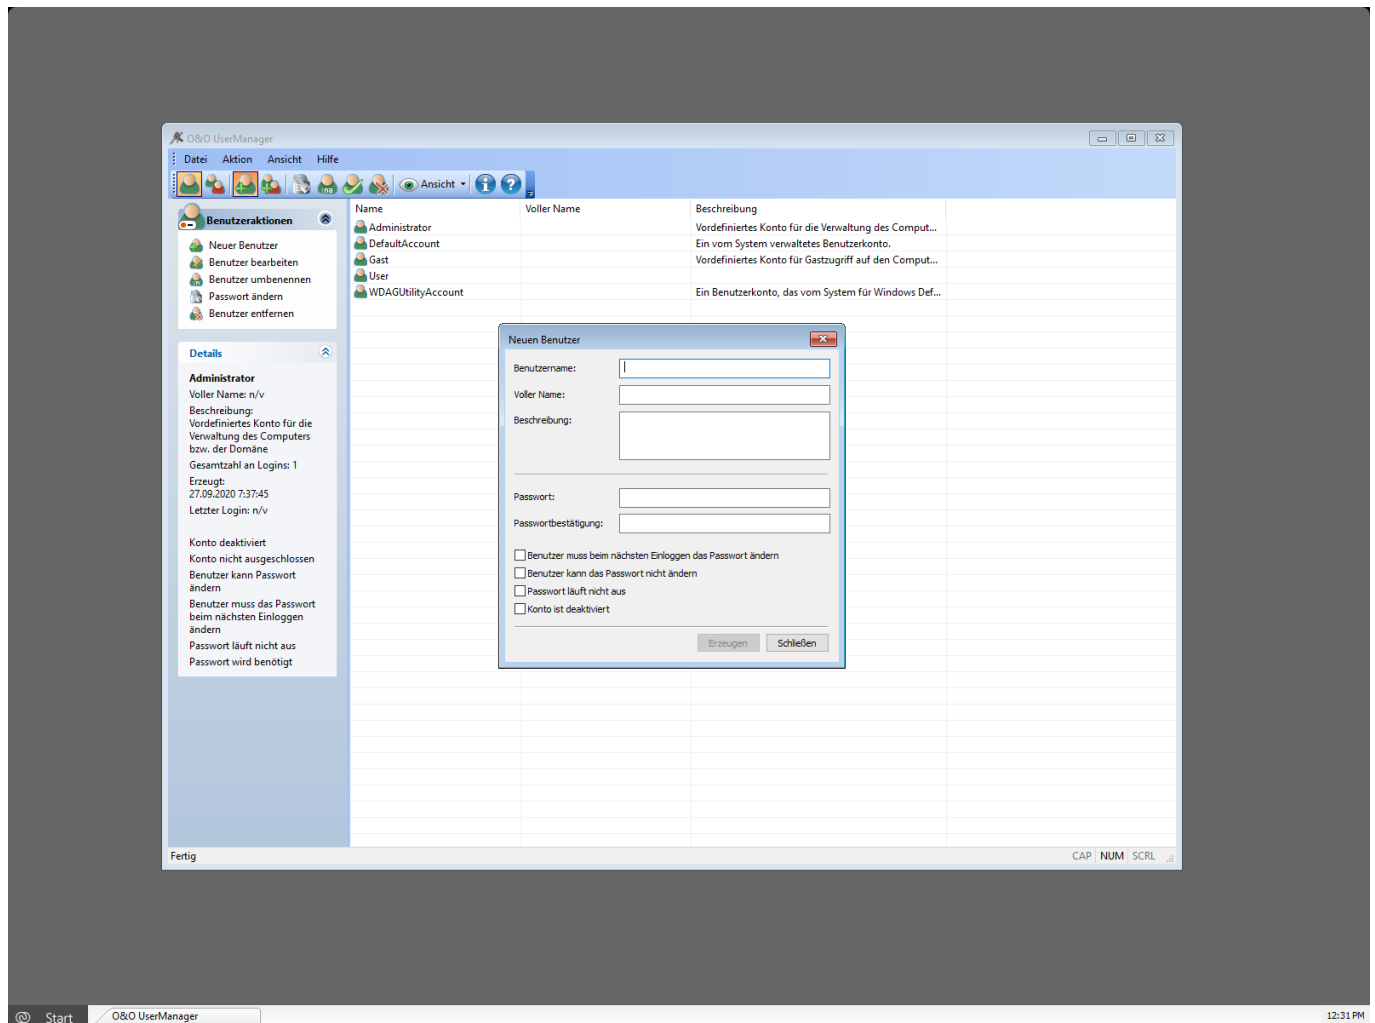 O&O UserManager
Datei Aktion Ansicht Hilfe
Ansicht
Benutzeraktionen
Neuer Benutzer
Benutzer bearbeiten
Benutzer umbenennen
Passwort ändern
Benutzer entfernen
Details
Administrator
Voller Name: n/v
Beschreibung:
Vordefiniertes Konto für die
Verwaltung des Computers
bzw. der Domäne
Gesamtzahl an Logins: 1
Erzeugt:
27.09.2020 7:37:45
Letzter Login: n/v
Konto deaktiviert
Konto nicht ausgeschlossen
Benutzer kann Passwort
ändern
Benutzer muss das Passwort
beim nächsten Einloggen
ändern
Passwort läuft nicht aus
Passwort wird benötigt
Name Voller Name Beschreibung
Administrator Vordefiniertes Konto für die Verwaltung des Comput...
DefaultAccount Ein vom System verwaltetes Benutzerkonto.
Gast Vordefiniertes Konto für Gastzugriff auf den Comput...
User
WDAGUtilityAccount Ein Benutzerkonto, das vom System für Windows Def...
Neuen Benutzer
Benutzername:
Voller Name:
Beschreibung:
Passwort:
Passwortbestätigung:
Benutzer muss beim nächsten Einloggen das Passwort ändern
Benutzer kann das Passwort nicht ändern
Passwort läuft nicht aus
Konto ist deaktiviert
Erzeugen Schließen
Fertig CAP NUM SCRL
Start O&O UserManager 12:31 PM